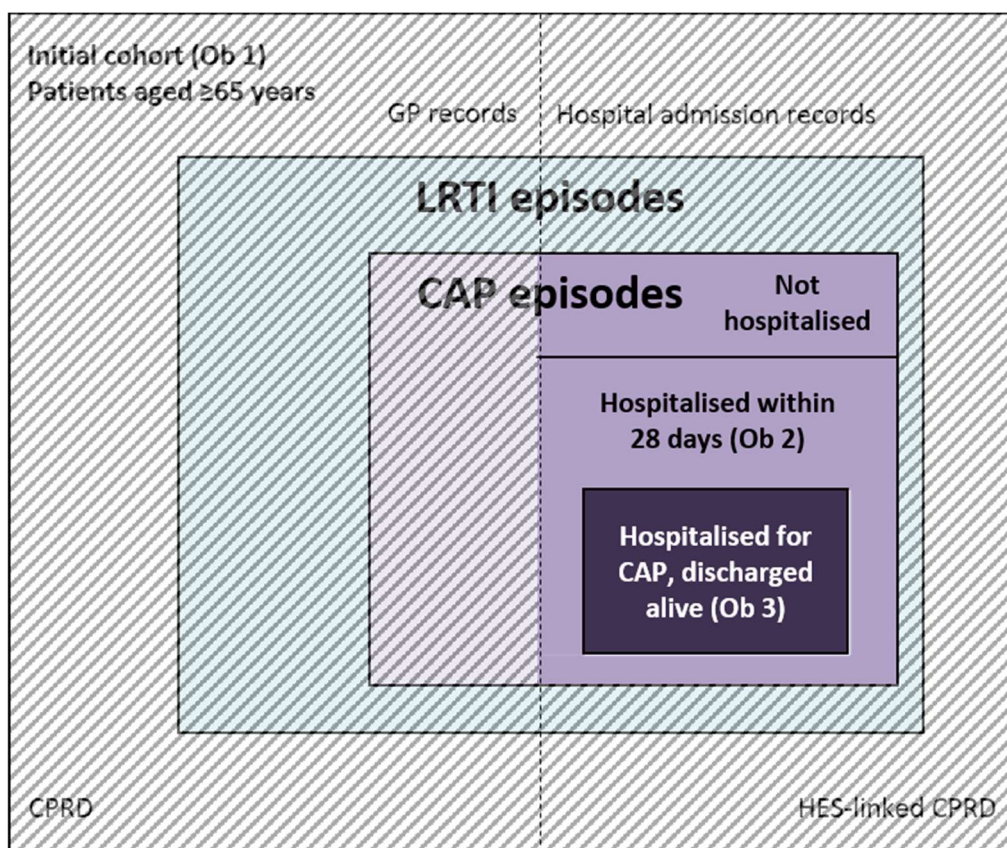 Initial cohort (Ob 1)
Patients aged ≥65 years
GP records
Hospital admission records
LRTI episodes
CAP episodes
Not
hospitalised
Hospitalised within
28 days (Ob 2)
Hospitalised for
CAP, discharged
alive (Ob 3)
CPRD
HES-linked CPRD